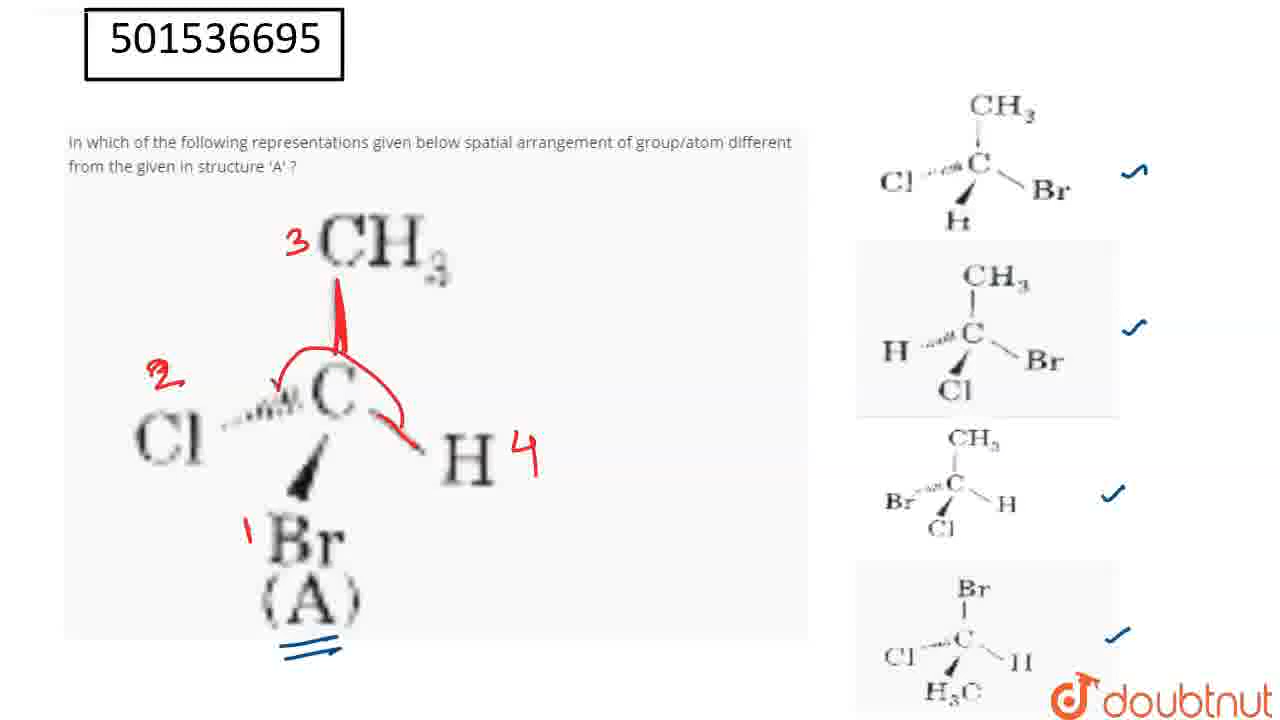 501536695
In which of the following representations given below spatial arrangement of group/atom different
from the given in structure 'A' ?
3 CH3
2
C
Cl
H 4
1 Br
(A)
CH3
C
Cl
Br
H
CH3
C
H
Br
Cl
CH3
C
Br
H
Cl
Br
C
Cl
H
H3C
doubtnut